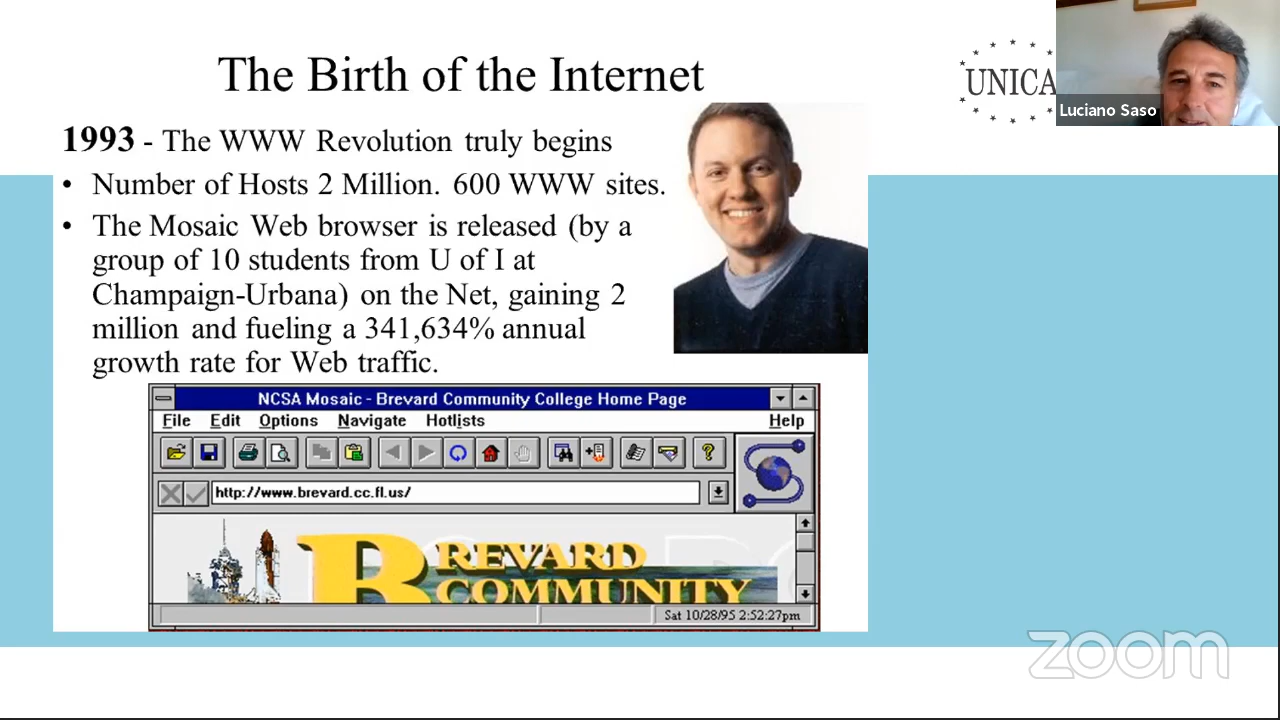 The Birth of the Internet
UNICA
Luciano Saso
1993 - The WWW Revolution truly begins
• Number of Hosts 2 Million. 600 WWW sites.
• The Mosaic Web browser is released (by a
group of 10 students from U of I at
Champaign-Urbana) on the Net, gaining 2
million and fueling a 341,634% annual
growth rate for Web traffic.
NCSA Mosaic - Brevard Community College Home Page
File Edit Options Navigate Hotlists Help
http://www.brevard.cc.fl.us/
BREVARD
COMMUNITY
Sat 10/28/95 2:52:27pm
zoom